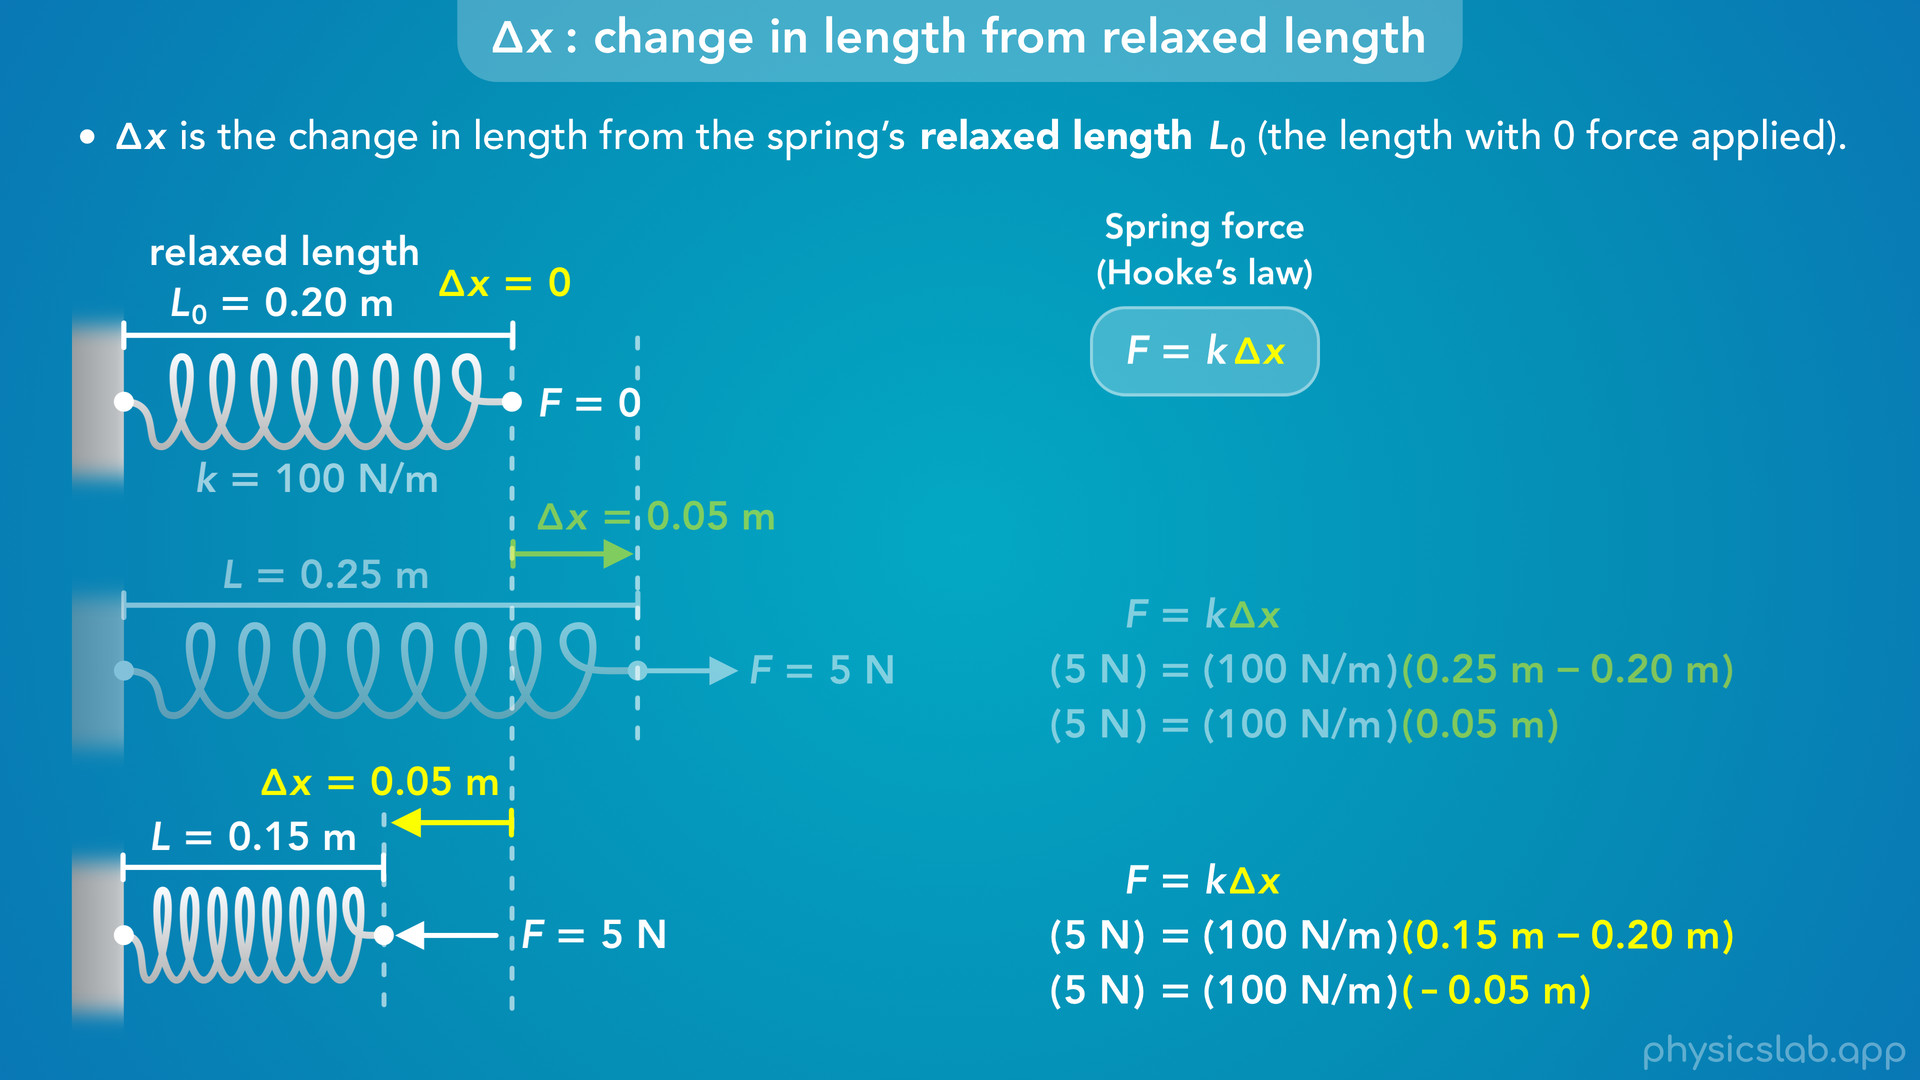 Δx : change in length from relaxed length
• Δx is the change in length from the spring’s relaxed length L₀ (the length with 0 force applied).
relaxed length
L₀ = 0.20 m
Δx = 0
F = 0
k = 100 N/m
Spring force
(Hooke’s law)
F = kΔx
Δx = 0.05 m
L = 0.25 m
F = 5 N
F = kΔx
(5 N) = (100 N/m)(0.25 m – 0.20 m)
(5 N) = (100 N/m)(0.05 m)
Δx = 0.05 m
L = 0.15 m
F = 5 N
F = kΔx
(5 N) = (100 N/m)(0.15 m – 0.20 m)
(5 N) = (100 N/m)(– 0.05 m)
physicslab.app